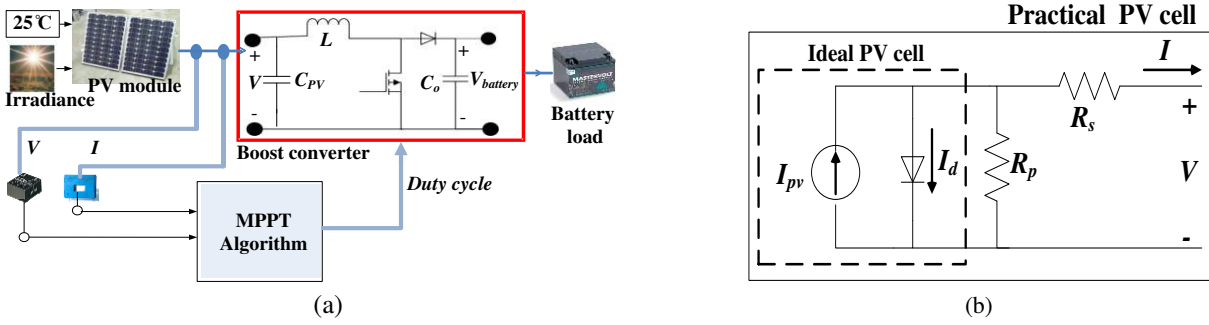 25°C
Irradiance
PV module
V
I
L
+
V
-
C_PV
C_o
+
V_battery
-
Boost converter
MASTERVOLT
Battery
load
Duty cycle
MPPT
Algorithm
(a)
Practical PV cell
Ideal PV cell
I
I_pv
I_d
R_p
R_s
+
V
-
(b)